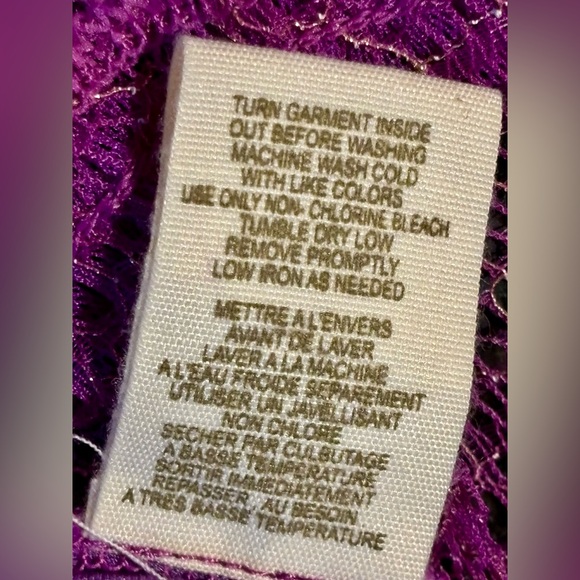 TURN GARMENT INSIDE
OUT BEFORE WASHING
MACHINE WASH COLD
WITH LIKE COLORS
USE ONLY NON- CHLORINE BLEACH
TUMBLE DRY LOW
REMOVE PROMPTLY
LOW IRON AS NEEDED
METTRE A L'ENVERS
AVANT DE LAVER
LAVER A LA MACHINE
A L'EAU FROIDE SEPAREMENT
UTILISER UN JAVELLISANT
NON CHLORE
SECHER PAR CULBUTAGE
A BASSE TEMPERATURE
SORTIR IMMEDIATEMENT
REPASSER, AU BESOIN
A TRES BASSE TEMPERATURE